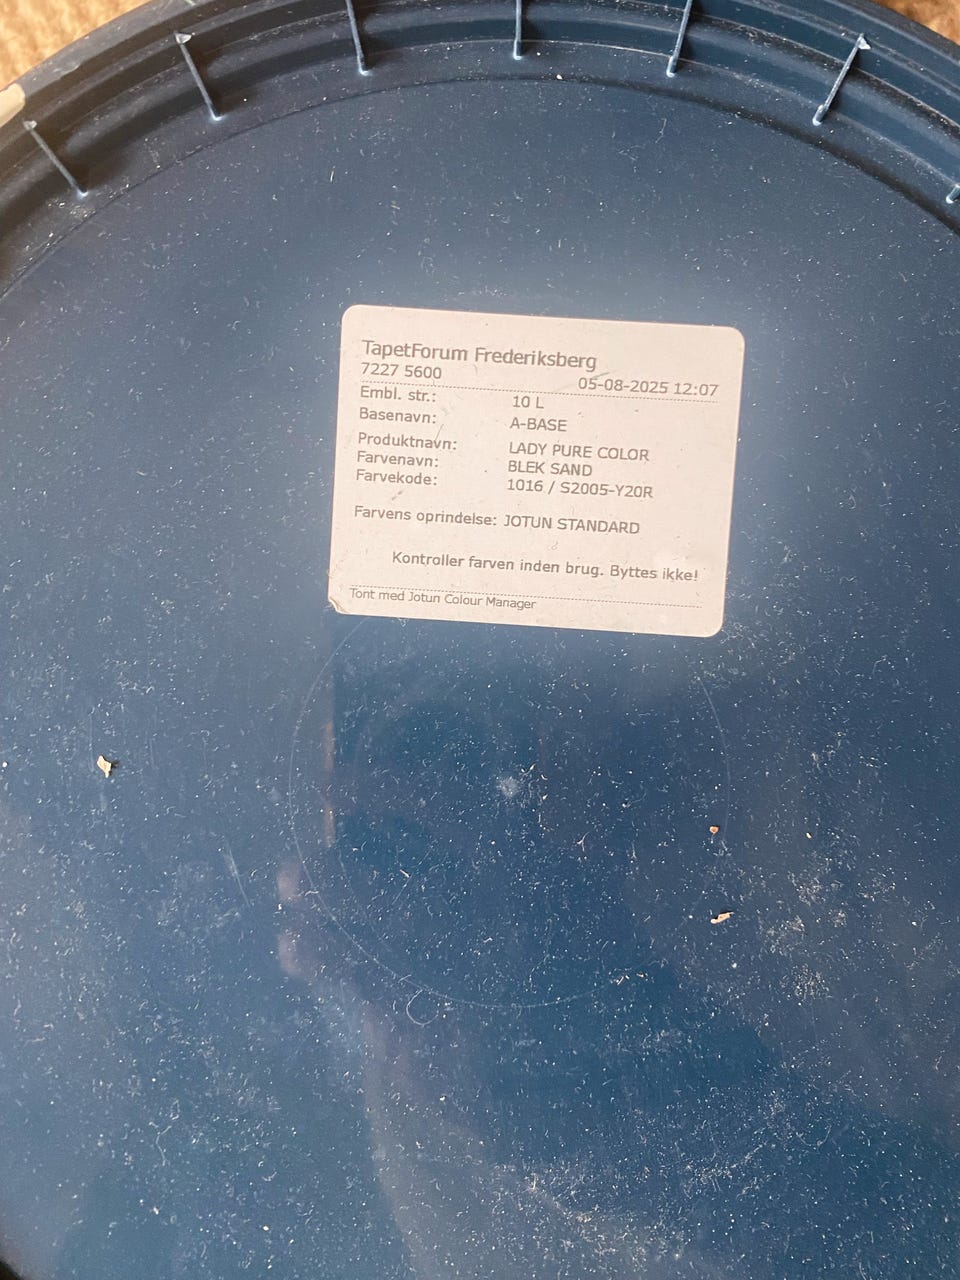 TapetForum Frederiksberg
7227 5600 05-08-2025 12:07
Embl. str.: 10 L
Basenavn: A-BASE
Produktnavn: LADY PURE COLOR
Farvenavn: BLEK SAND
Farvekode: 1016 / S2005-Y20R
Farvens oprindelse: JOTUN STANDARD
Kontroller farven inden brug. Byttes ikke!
Tont med Jotun Colour Manager